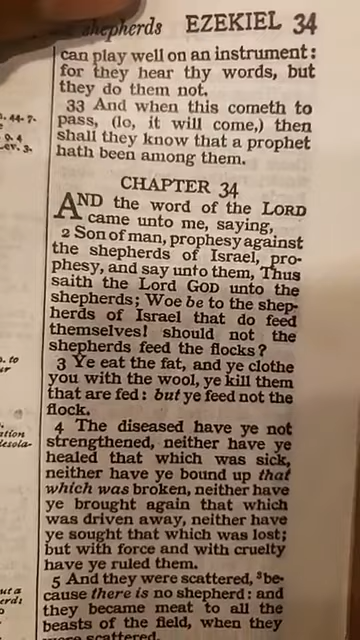 shepherds EZEKIEL 34
can play well on an instrument:
for they hear thy words, but
they do them not.
33 And when this cometh to
pass, (lo, it will come,) then
shall they know that a prophet
hath been among them.
CHAPTER 34
AND the word of the LORD
came unto me, saying,
2 Son of man, prophesy against
the shepherds of Israel, pro-
phesy, and say unto them, Thus
saith the Lord GOD unto the
shepherds; Woe be to the shep-
herds of Israel that do feed
themselves! should not the
shepherds feed the flocks?
3 Ye eat the fat, and ye clothe
you with the wool, ye kill them
that are fed: but ye feed not the
flock.
4 The diseased have ye not
strengthened, neither have ye
healed that which was sick,
neither have ye bound up that
which was broken, neither have
ye brought again that which
was driven away, neither have
ye sought that which was lost;
but with force and with cruelty
have ye ruled them.
5 And they were scattered, be-
cause there is no shepherd: and
they became meat to all the
beasts of the field, when they
were scattered.
. 44. 7.
to